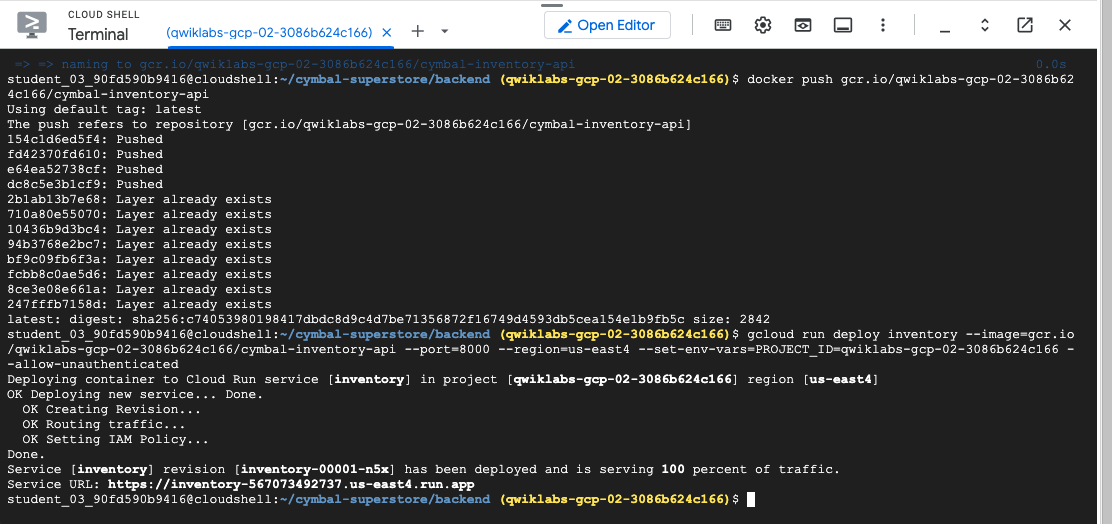 CLOUD SHELL
Terminal
(qwiklabs-gcp-02-3086b624c166)
Open Editor
=> => naming to gcr.io/qwiklabs-gcp-02-3086b624c166/cymbal-inventory-api 0.0s
student_03_90fd590b9416@cloudshell:~/cymbal-superstore/backend (qwiklabs-gcp-02-3086b624c166)$ docker push gcr.io/qwiklabs-gcp-02-3086b62
4c166/cymbal-inventory-api
Using default tag: latest
The push refers to repository [gcr.io/qwiklabs-gcp-02-3086b624c166/cymbal-inventory-api]
154c1d6ed5f4: Pushed
fd42370fd610: Pushed
e64ea52738cf: Pushed
dc8c5e3b1cf9: Pushed
2b1ab13b7e68: Layer already exists
710a80e55070: Layer already exists
10436b9d3bc4: Layer already exists
94b3768e2bc7: Layer already exists
bf9c09fb6f3a: Layer already exists
fcbb8c0ae5d6: Layer already exists
8ce3e08e661a: Layer already exists
247fffb7158d: Layer already exists
latest: digest: sha256:c74053980198417dbdc8d9c4d7be71356872f16749d4593db5cea154e1b9fb5c size: 2842
student_03_90fd590b9416@cloudshell:~/cymbal-superstore/backend (qwiklabs-gcp-02-3086b624c166)$ gcloud run deploy inventory --image=gcr.io
/qwiklabs-gcp-02-3086b624c166/cymbal-inventory-api --port=8000 --region=us-east4 --set-env-vars=PROJECT_ID=qwiklabs-gcp-02-3086b624c166 -
-allow-unauthenticated
Deploying container to Cloud Run service [inventory] in project [qwiklabs-gcp-02-3086b624c166] region [us-east4]
OK Deploying new service... Done.
OK Creating Revision...
OK Routing traffic...
OK Setting IAM Policy...
Done.
Service [inventory] revision [inventory-00001-n5x] has been deployed and is serving 100 percent of traffic.
Service URL: https://inventory-567073492737.us-east4.run.app
student_03_90fd590b9416@cloudshell:~/cymbal-superstore/backend (qwiklabs-gcp-02-3086b624c166)$